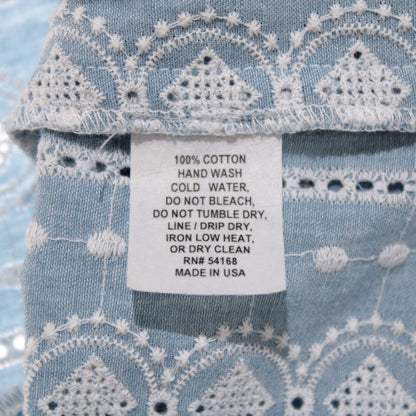 100% COTTON
HAND WASH
COLD WATER,
DO NOT BLEACH,
DO NOT TUMBLE DRY,
LINE / DRIP DRY,
IRON LOW HEAT,
OR DRY CLEAN
RN# 54168
MADE IN USA